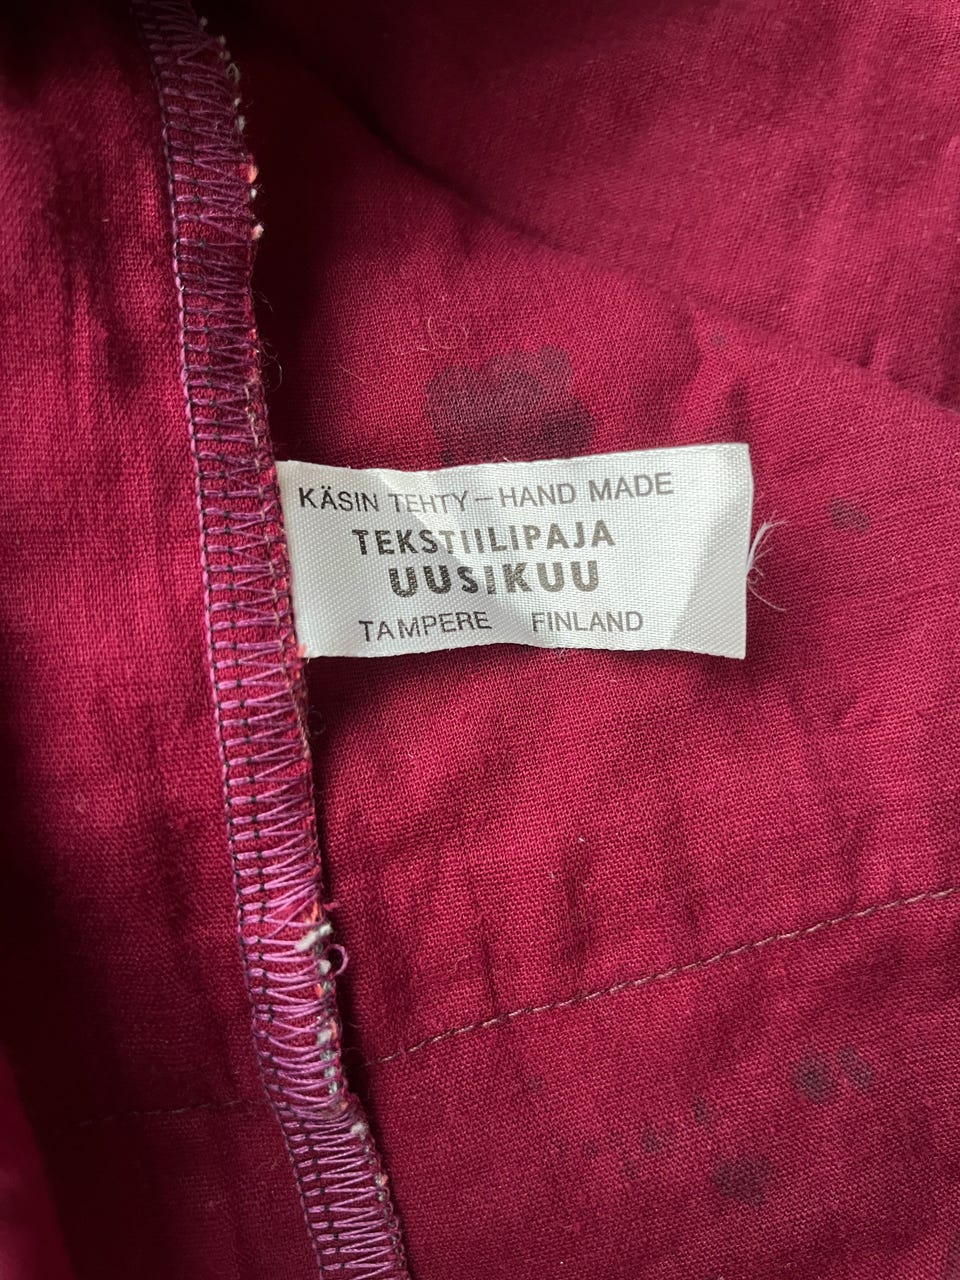 KÄSIN TEHTY – HAND MADE
TEKSTIILIPAJA
UUSIKUU
TAMPERE FINLAND